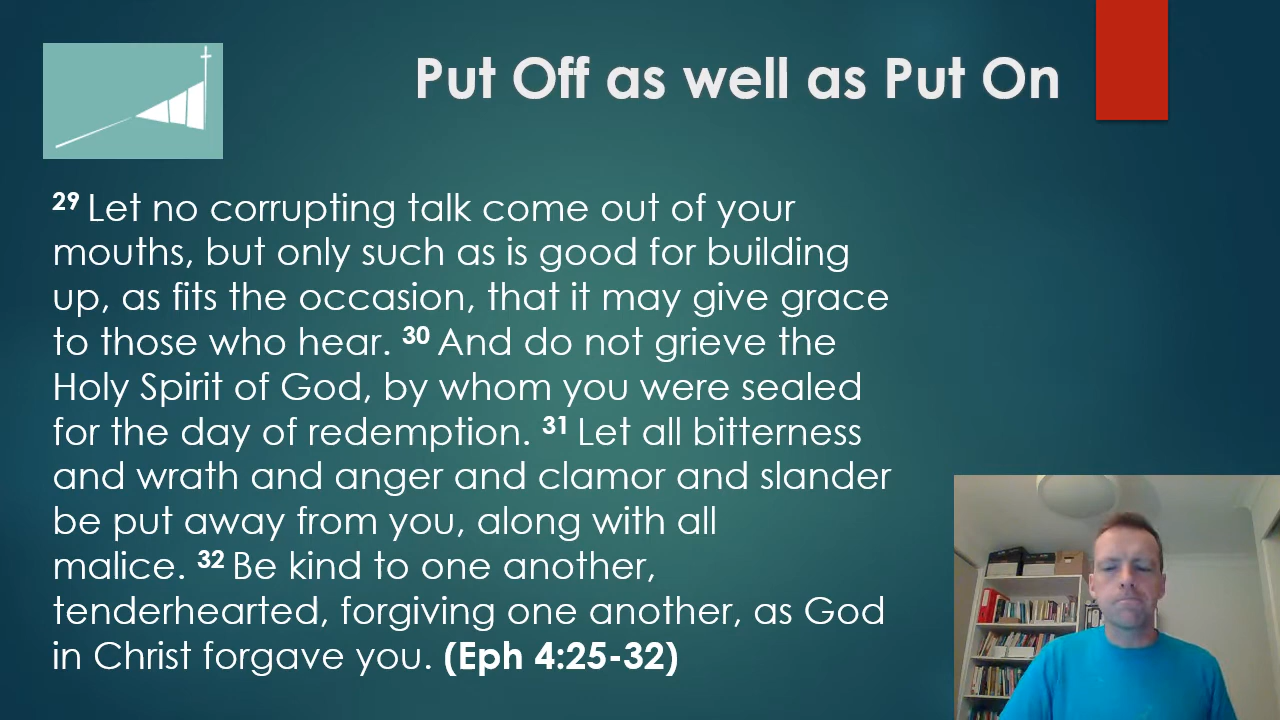 Put Off as well as Put On
29 Let no corrupting talk come out of your
mouths, but only such as is good for building
up, as fits the occasion, that it may give grace
to those who hear. 30 And do not grieve the
Holy Spirit of God, by whom you were sealed
for the day of redemption. 31 Let all bitterness
and wrath and anger and clamor and slander
be put away from you, along with all
malice. 32 Be kind to one another,
tenderhearted, forgiving one another, as God
in Christ forgave you. (Eph 4:25-32)